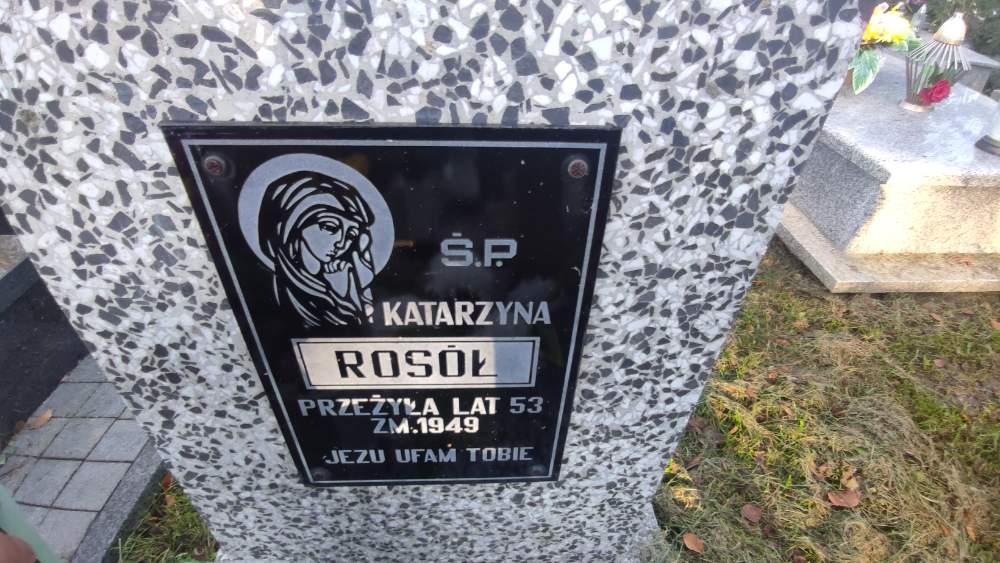 Ś.P.
KATARZYNA
ROSÓŁ
PRZEŻYŁA LAT 53
ZM.1949
JEZU UFAM TOBIE